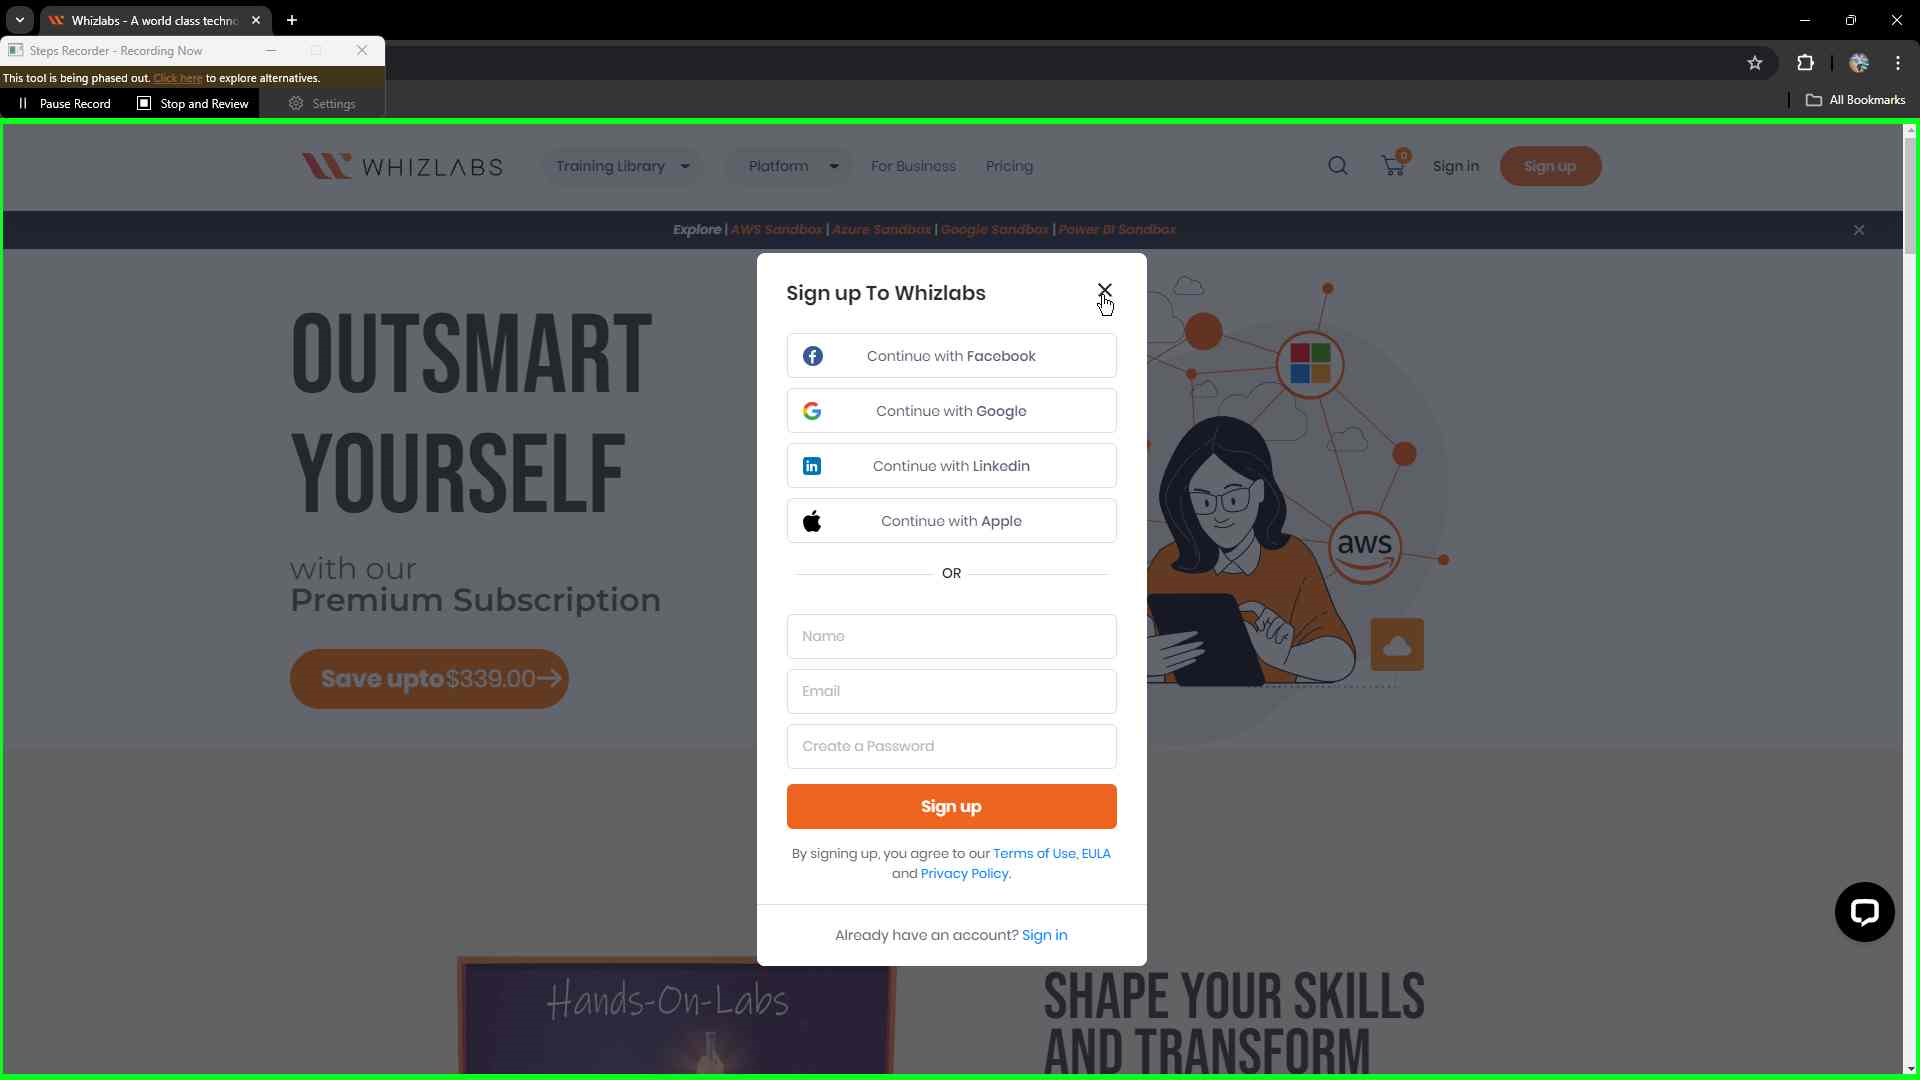 Whizlabs - A world class techno
Steps Recorder - Recording Now
This tool is being phased out. Click here to explore alternatives.
Pause Record
Stop and Review
Settings
All Bookmarks
WHIZLABS
Training Library
Platform
For Business
Pricing
0
Sign in
Sign up
Explore | AWS Sandbox | Azure Sandbox | Google Sandbox | Power BI Sandbox
OUTSMART
YOURSELF
with our
Premium Subscription
Save upto $339.00
Sign up To Whizlabs
Continue with Facebook
Continue with Google
in
Continue with Linkedin
Continue with Apple
OR
Name
Email
Create a Password
Sign up
By signing up, you agree to our Terms of Use, EULA
and Privacy Policy.
Already have an account? Sign in
aws
Hands-On-Labs
SHAPE YOUR SKILLS
AND TRANSFORM